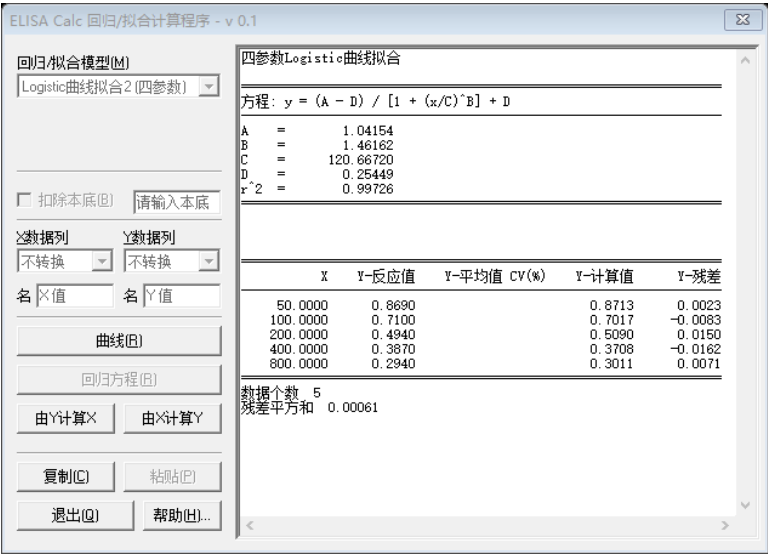 ELISA Calc 回归/拟合计算程序 - v 0.1
回归/拟合模型(M)
Logistic曲线拟合2 (四参数)
扣除本底(B) 请输入本底
X数据列 Y数据列
不转换 不转换
名 X值 名 Y值
曲线(R)
回归方程(R)
由Y计算X 由X计算Y
复制(C) 粘贴(P)
退出(Q) 帮助(H)...
四参数Logistic曲线拟合
方程: y = (A - D) / [1 + (x/C)^B] + D
A = 1.04154
B = 1.46162
C = 120.66720
D = 0.25449
r^2 = 0.99726
X Y-反应值 Y-平均值 CV(%) Y-计算值 Y-残差
50.0000 0.8690 0.8713 0.0023
100.0000 0.7100 0.7017 -0.0083
200.0000 0.4940 0.5090 0.0150
400.0000 0.3870 0.3708 -0.0162
800.0000 0.2940 0.3011 0.0071
数据个数 5
残差平方和 0.00061